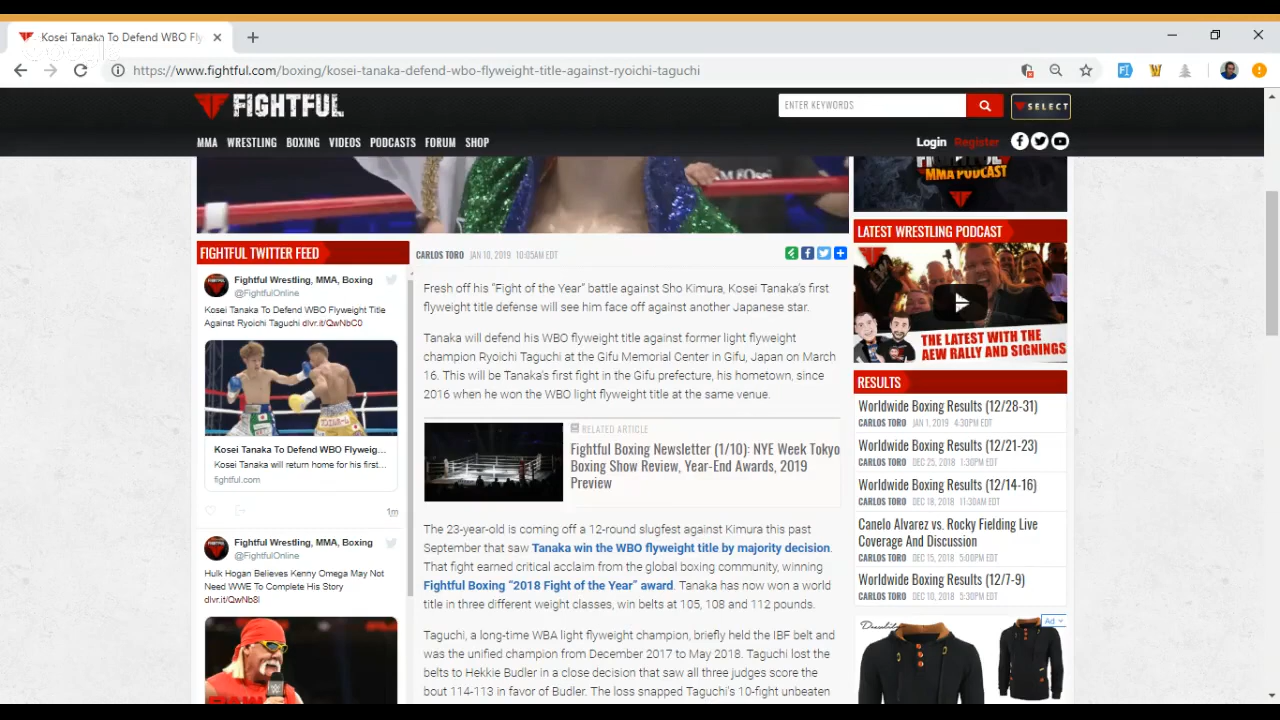 Kosei Tanaka To Defend WBO Fly
https://www.fightful.com/boxing/kosei-tanaka-defend-wbo-flyweight-title-against-ryoichi-taguchi
FIGHTFUL
ENTER KEYWORDS
SELECT
MMA WRESTLING BOXING VIDEOS PODCASTS FORUM SHOP
Login Register
FIGHTFUL
MMA PODCAST
FIGHTFUL TWITTER FEED
Fightful Wrestling, MMA, Boxing
@FightfulOnline
Kosei Tanaka To Defend WBO Flyweight Title
Against Ryoichi Taguchi dlvr.it/QwNbC0
Kosei Tanaka To Defend WBO Flyweig...
Kosei Tanaka will return home for his first...
fightful.com
1m
Fightful Wrestling, MMA, Boxing
@FightfulOnline
Hulk Hogan Believes Kenny Omega May Not
Need WWE To Complete His Story
dlvr.it/QwNb8l
CARLOS TORO JAN 10, 2019 10:05AM EDT
Fresh off his “Fight of the Year” battle against Sho Kimura, Kosei Tanaka's first
flyweight title defense will see him face off against another Japanese star.
Tanaka will defend his WBO flyweight title against former light flyweight
champion Ryoichi Taguchi at the Gifu Memorial Center in Gifu, Japan on March
16. This will be Tanaka's first fight in the Gifu prefecture, his hometown, since
2016 when he won the WBO light flyweight title at the same venue.
RELATED ARTICLE
Fightful Boxing Newsletter (1/10): NYE Week Tokyo
Boxing Show Review, Year-End Awards, 2019
Preview
The 23-year-old is coming off a 12-round slugfest against Kimura this past
September that saw Tanaka win the WBO flyweight title by majority decision.
That fight earned critical acclaim from the global boxing community, winning
Fightful Boxing “2018 Fight of the Year” award. Tanaka has now won a world
title in three different weight classes, win belts at 105, 108 and 112 pounds.
Taguchi, a long-time WBA light flyweight champion, briefly held the IBF belt and
was the unified champion from December 2017 to May 2018. Taguchi lost the
belts to Hekkie Budler in a close decision that saw all three judges score the
bout 114-113 in favor of Budler. The loss snapped Taguchi's 10-fight unbeaten
LATEST WRESTLING PODCAST
THE LATEST WITH THE
AEW RALLY AND SIGNINGS
RESULTS
Worldwide Boxing Results (12/28-31)
CARLOS TORO JAN 1, 2019 4:30PM EDT
Worldwide Boxing Results (12/21-23)
CARLOS TORO DEC 25, 2018 1:30PM EDT
Worldwide Boxing Results (12/14-16)
CARLOS TORO DEC 18, 2018 11:30AM EDT
Canelo Alvarez vs. Rocky Fielding Live
Coverage And Discussion
CARLOS TORO DEC 15, 2018 5:00PM EDT
Worldwide Boxing Results (12/7-9)
CARLOS TORO DEC 10, 2018 5:30PM EDT
Ad